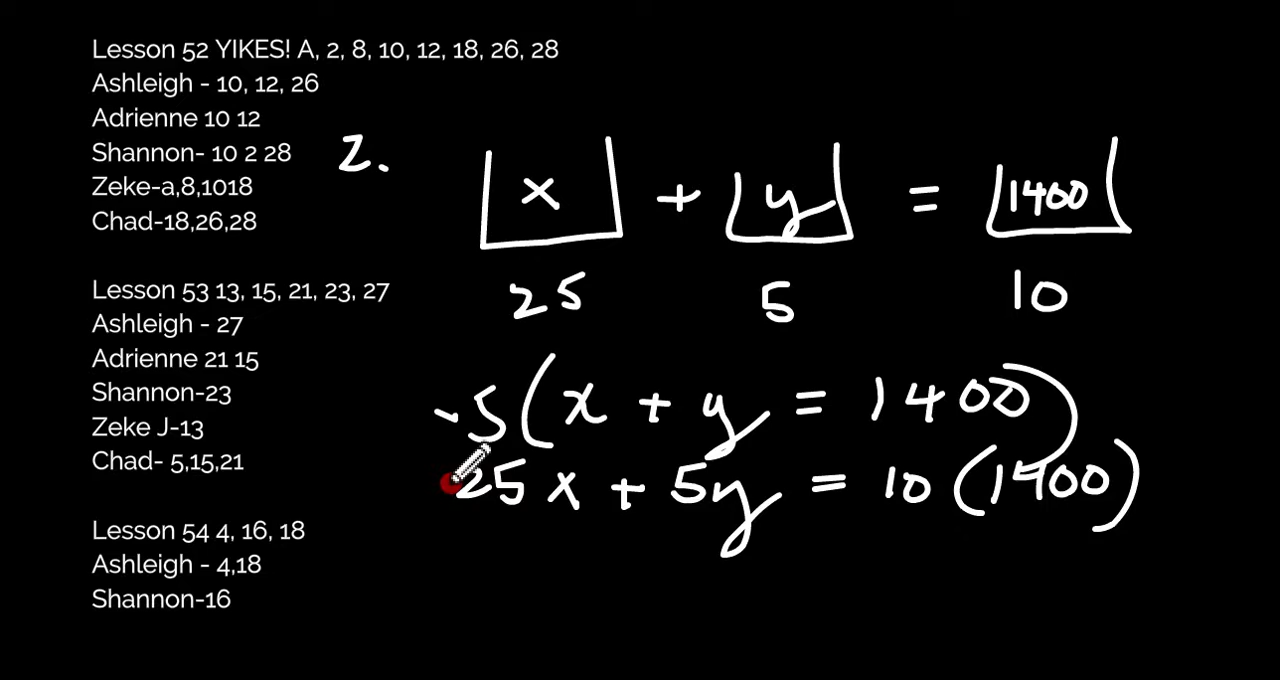 Lesson 52 YIKES! A, 2, 8, 10, 12, 18, 26, 28
Ashleigh - 10, 12, 26
Adrienne 10 12
Shannon- 10 2 28
Zeke-a,8,1018
Chad-18,26,28
Lesson 53 13, 15, 21, 23, 27
Ashleigh - 27
Adrienne 21 15
Shannon-23
Zeke J-13
Chad- 5,15,21
Lesson 54 4, 16, 18
Ashleigh - 4,18
Shannon-16
2.
x + y = 1400
25 5 10
-5(x + y = 1400)
25x + 5y = 10(1400)